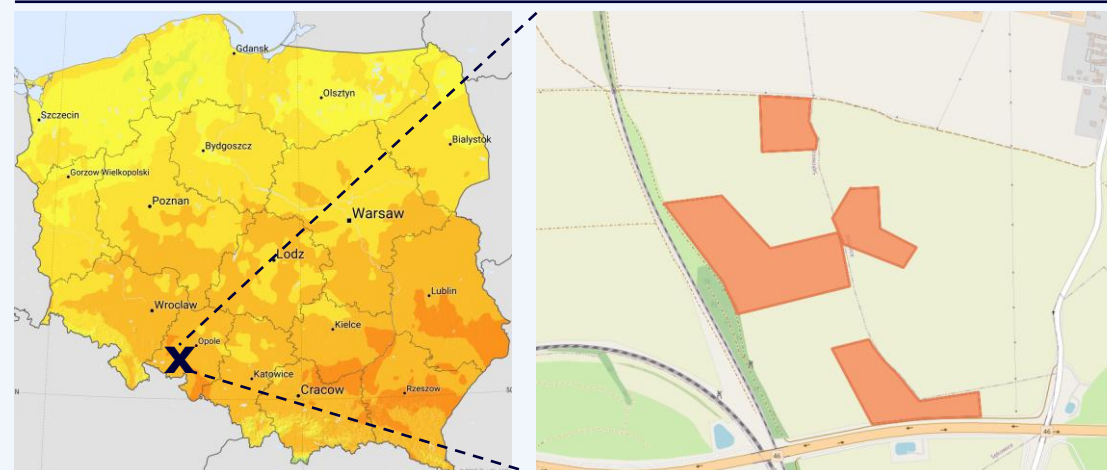 Gdansk
Olsztyn
Szczecin
Bialystok
Bydgoszcz
Gorzow Wielkopolski
Poznan
Warsaw
Lodz
Lublin
Wroclaw
Kielce
Opole
X
Katowice
Cracow
Rzeszow
50
46
46